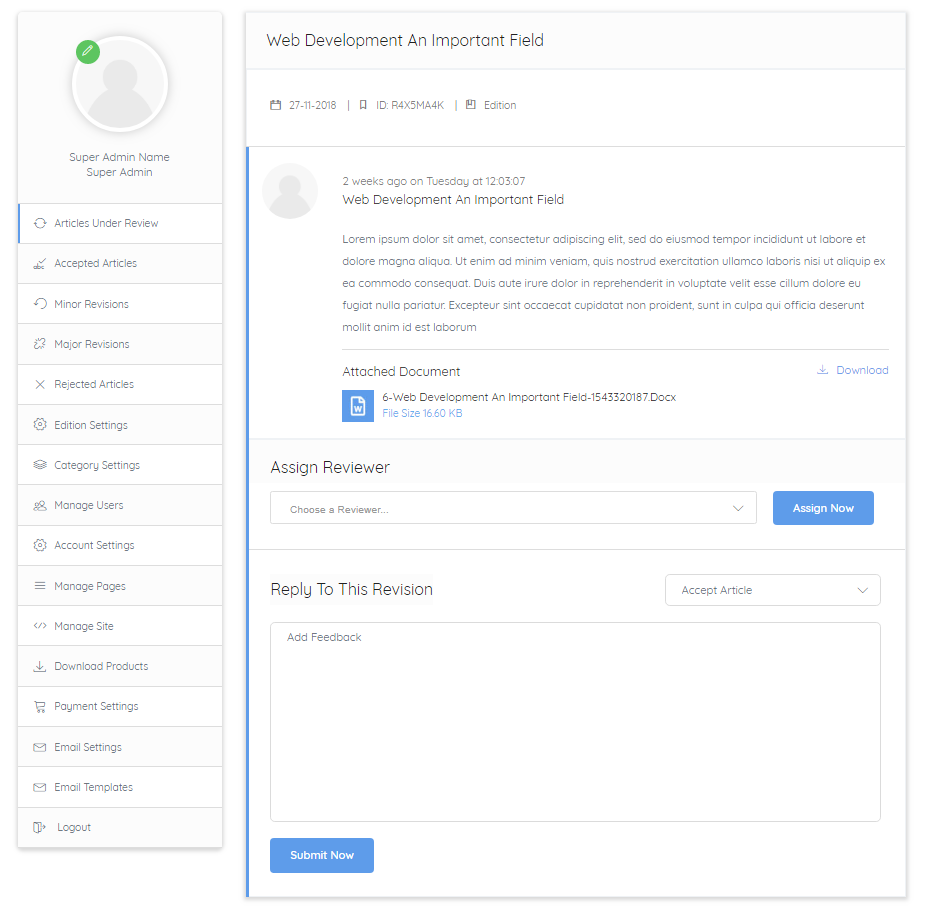 Super Admin Name
Super Admin
Articles Under Review
Accepted Articles
Minor Revisions
Major Revisions
Rejected Articles
Edition Settings
Category Settings
Manage Users
Account Settings
Manage Pages
Manage Site
Download Products
Payment Settings
Email Settings
Email Templates
Logout
Web Development An Important Field
27-11-2018 | ID: R4X5MA4K | Edition
2 weeks ago on Tuesday at 12:03:07
Web Development An Important Field
Lorem ipsum dolor sit amet, consectetur adipiscing elit, sed do eiusmod tempor incididunt ut labore et
dolore magna aliqua. Ut enim ad minim veniam, quis nostrud exercitation ullamco laboris nisi ut aliquip ex
ea commodo consequat. Duis aute irure dolor in reprehenderit in voluptate velit esse cillum dolore eu
fugiat nulla pariatur. Excepteur sint occaecat cupidatat non proident, sunt in culpa qui officia deserunt
mollit anim id est laborum
Attached Document Download
W
6-Web Development An Important Field-1543320187.Docx
File Size 16.60 KB
Assign Reviewer
Choose a Reviewer... Assign Now
Reply To This Revision Accept Article
Add Feedback
Submit Now